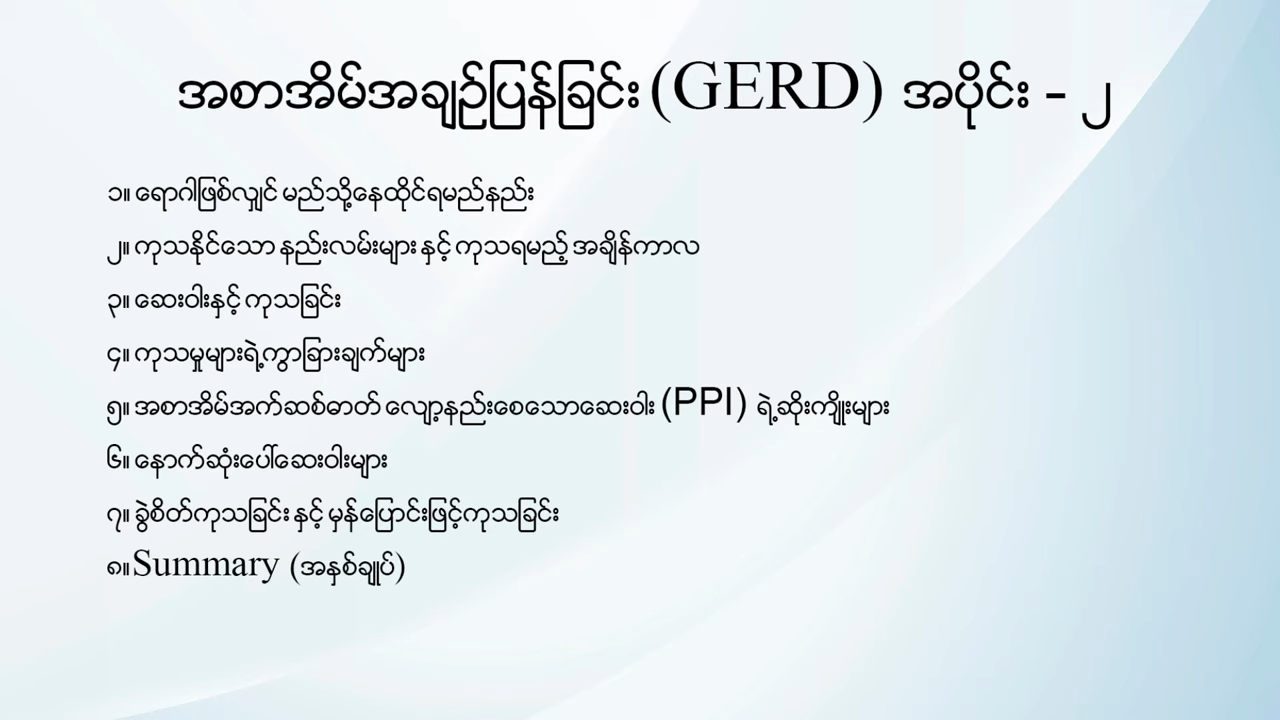 အစာအိမ်အချဉ်ပြန်ခြင်း (GERD) အပိုင်း - ၂
၁။ ရောဂါဖြစ်လျှင် မည်သို့နေထိုင်ရမည်နည်း
၂။ ကုသနိုင်သော နည်းလမ်းများ နှင့် ကုသရမည့် အချိန်ကာလ
၃။ ဆေးဝါးနှင့် ကုသခြင်း
၄။ ကုသမှုများရဲ့ကွာခြားချက်များ
၅။ အစာအိမ်အက်ဆစ်ဓာတ် လျော့နည်းစေသောဆေးဝါး (PPI) ရဲ့ဆိုးကျိုးများ
၆။ နောက်ဆုံးပေါ်ဆေးဝါးများ
၇။ ခွဲစိတ်ကုသခြင်း နှင့် မှန်ပြောင်းဖြင့်ကုသခြင်း
၈။ Summary (အနှစ်ချုပ်)